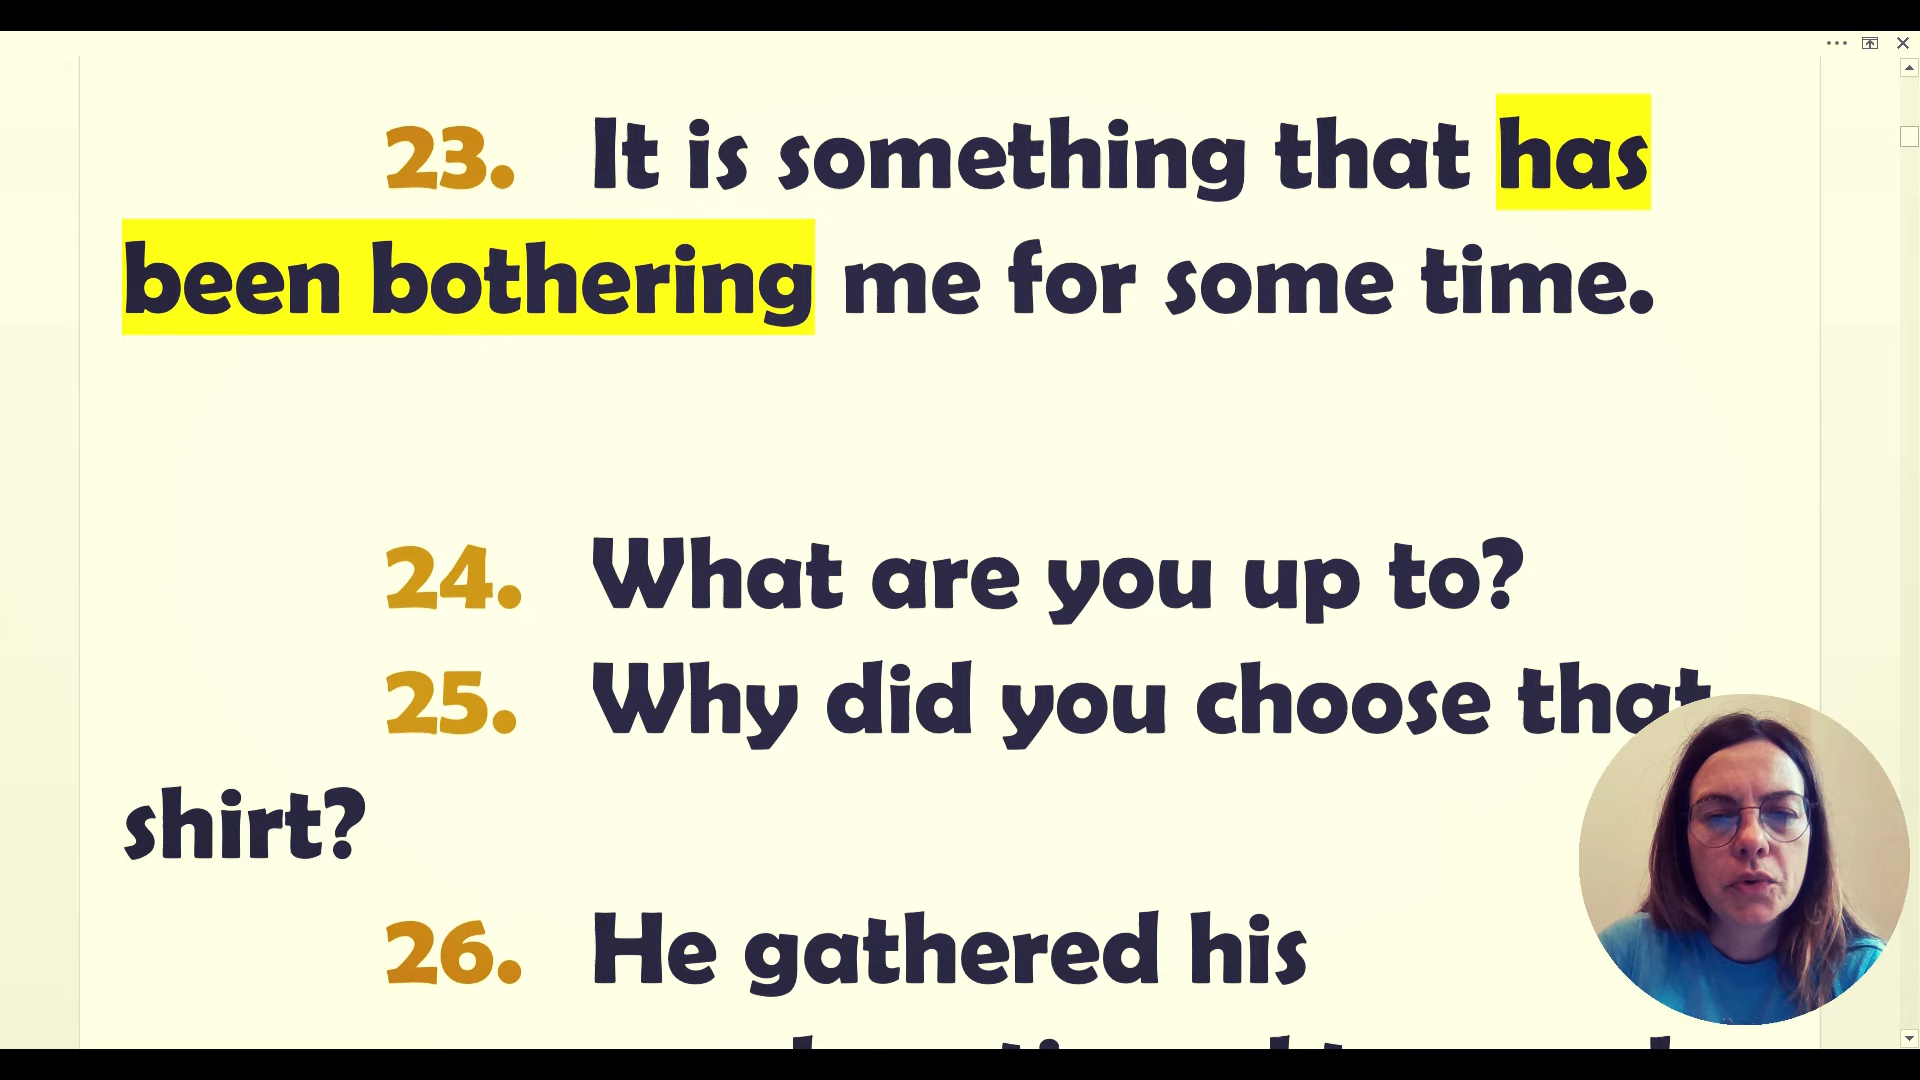 23. It is something that has
been bothering me for some time.
24. What are you up to?
25. Why did you choose that
shirt?
26. He gathered his